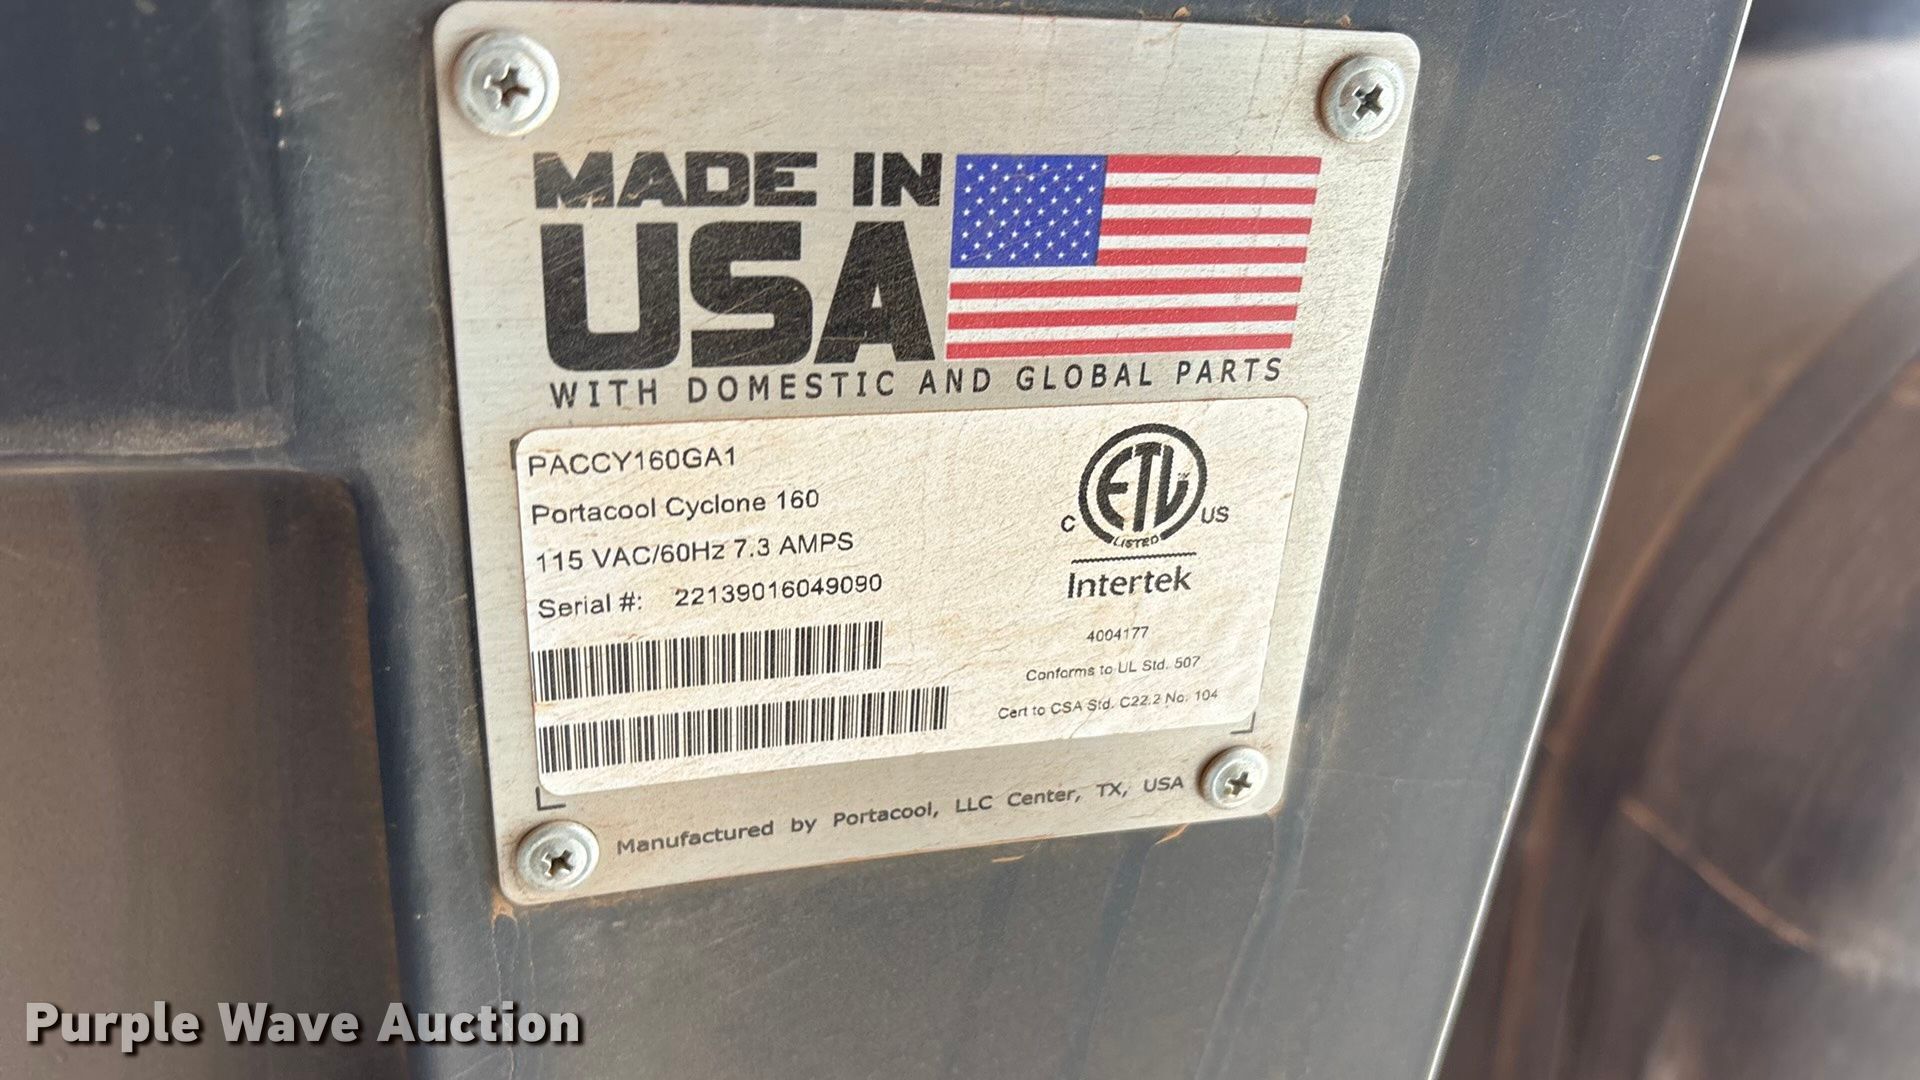 MADE IN
USA
WITH DOMESTIC AND GLOBAL PARTS
PACCY160GA1
Portacool Cyclone 160
115 VAC/60Hz 7.3 AMPS
Serial #: 22139016049090
C ETL US
LISTED
Intertek
4004177
Conforms to UL Std. 507
Cert to CSA Std. C22.2 No. 104
Manufactured by Portacool, LLC Center, TX, USA
Purple Wave Auction